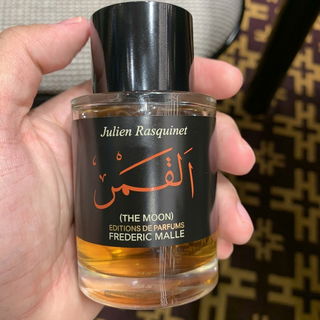 Julien Rasquinet
القمر
(THE MOON)
EDITIONS DE PARFUMS
FREDERIC MALLE